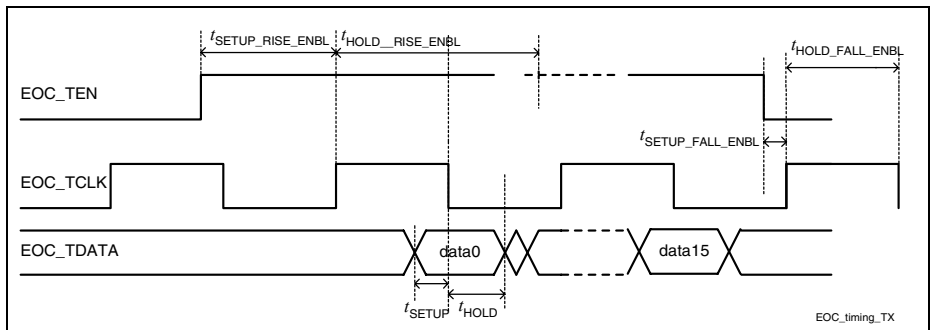 tSETUP_RISE_ENBL tHOLD__RISE_ENBL
tHOLD_FALL_ENBL
EOC_TEN
tSETUP_FALL_ENBL
EOC_TCLK
EOC_TDATA data0 data15
tSETUP tHOLD
EOC_timing_TX